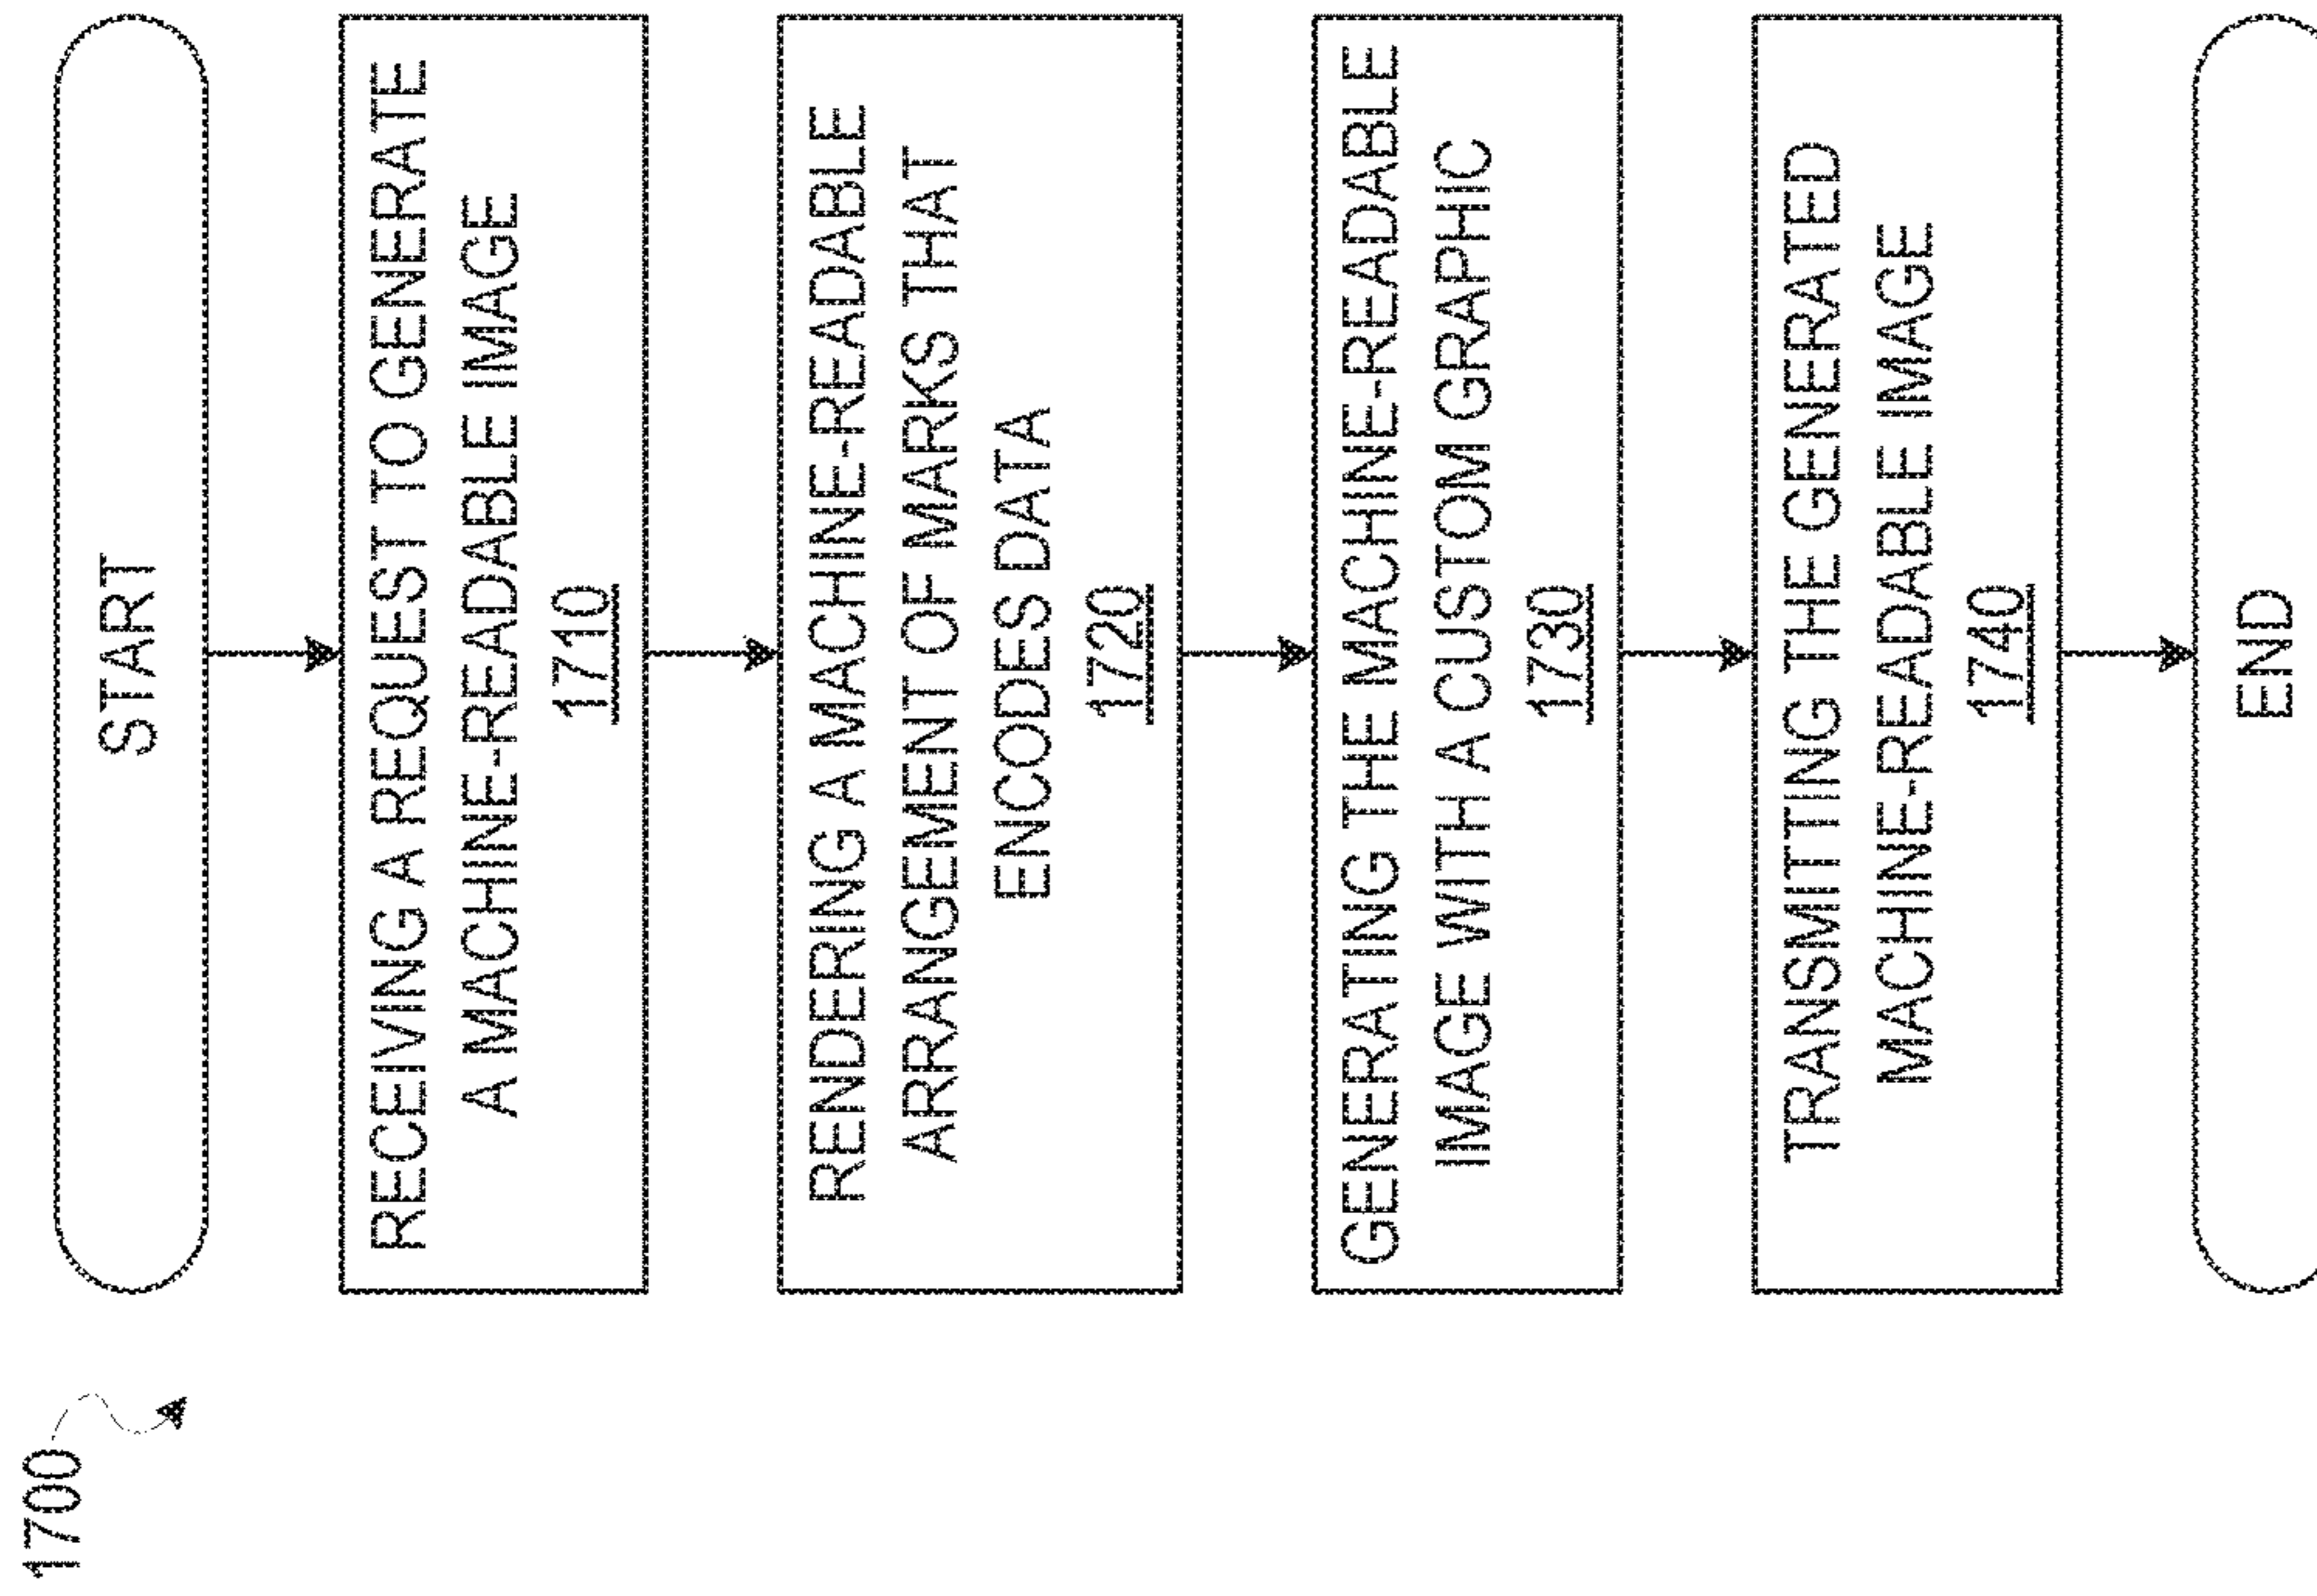 1700
START
RECEIVING A REQUEST TO GENERATE
A MACHINE-READABLE IMAGE
1710
RENDERING A MACHINE-READABLE
ARRANGEMENT OF MARKS THAT
ENCODES DATA
1720
GENERATING THE MACHINE-READABLE
IMAGE WITH A CUSTOM GRAPHIC
1730
TRANSMITTING THE GENERATED
MACHINE-READABLE IMAGE
1740
END